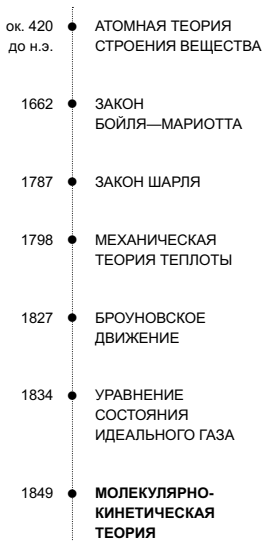 ок. 420 АТОМНАЯ ТЕОРИЯ
до н.э. СТРОЕНИЯ ВЕЩЕСТВА
1662 ЗАКОН
БОЙЛЯ—МАРИОТТА
1787 ЗАКОН ШАРЛЯ
1798 МЕХАНИЧЕСКАЯ
ТЕОРИЯ ТЕПЛОТЫ
1827 БРОУНОВСКОЕ
ДВИЖЕНИЕ
1834 УРАВНЕНИЕ
СОСТОЯНИЯ
ИДЕАЛЬНОГО ГАЗА
1849 МОЛЕКУЛЯРНО-
КИНЕТИЧЕСКАЯ
ТЕОРИЯ